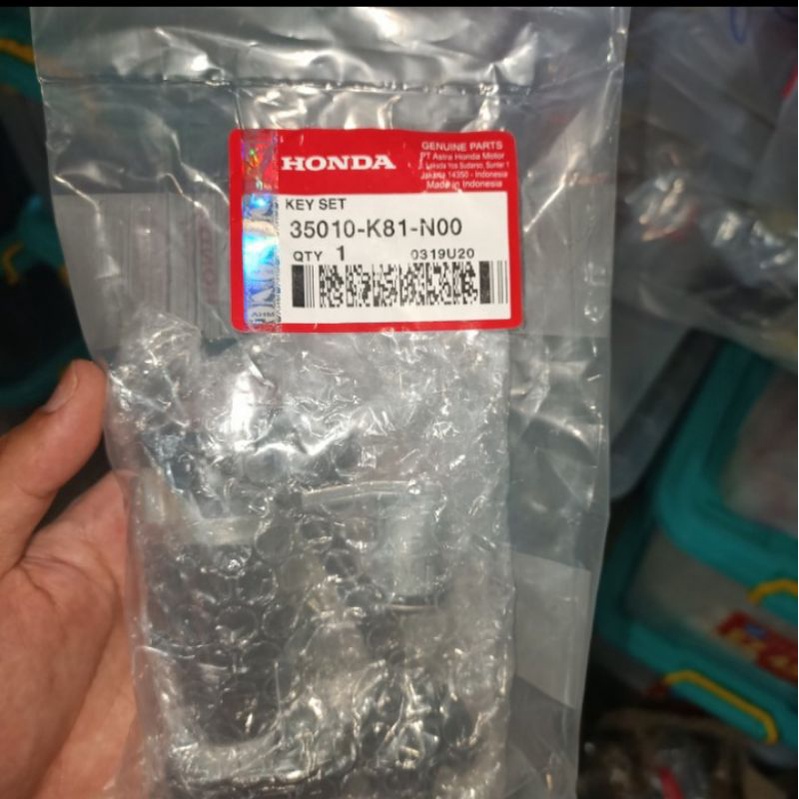 HONDA
GENUINE PARTS
PT Astra Honda Motor
Jakarta 14350 - Indonesia
Made in Indonesia
KEY SET
35010-K81-N00
QTY 1
0319U20
AHM